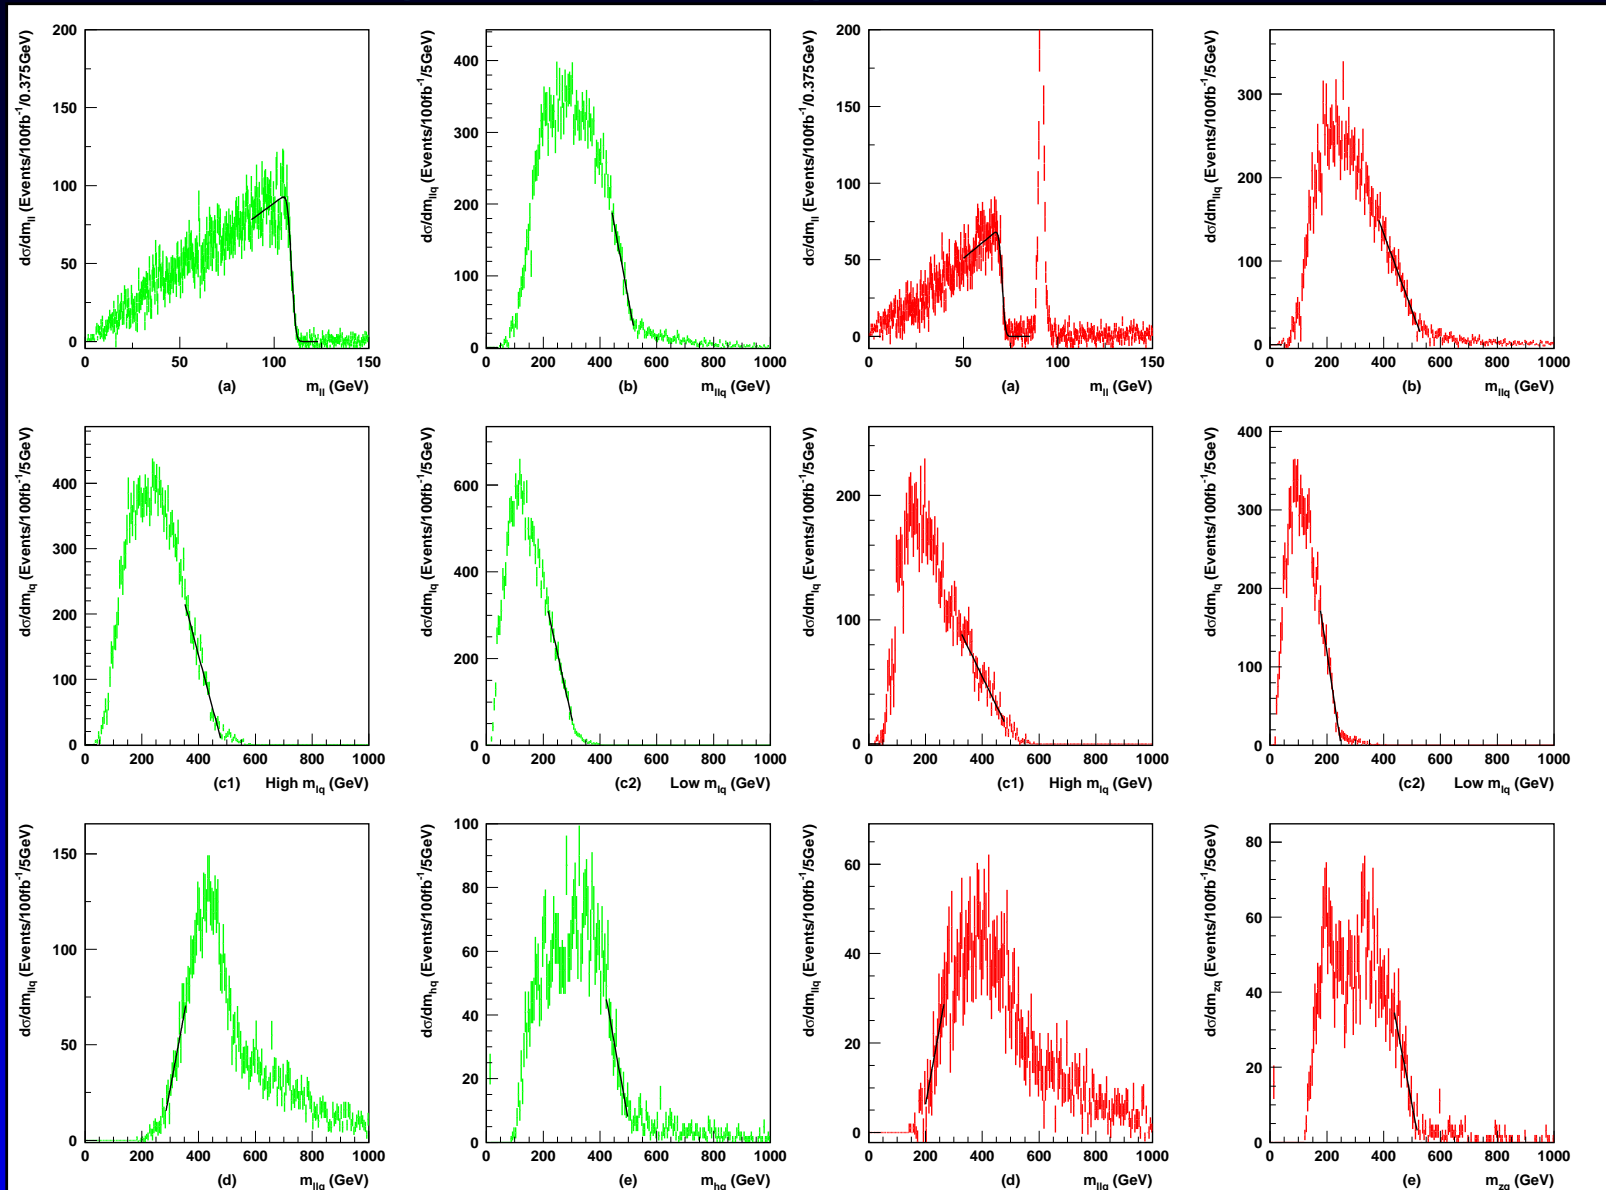 dσ/dm_ll (Events/100fb^-1/0.375GeV)
200
150
100
50
0
0 50 100 150
(a) m_ll (GeV)
dσ/dm_llq (Events/100fb^-1/5GeV)
400
300
200
100
0
0 200 400 600 800 1000
(b) m_llq (GeV)
dσ/dm_ll (Events/100fb^-1/0.375GeV)
200
150
100
50
0
0 50 100 150
(a) m_ll (GeV)
dσ/dm_llq (Events/100fb^-1/5GeV)
300
200
100
0
0 200 400 600 800 1000
(b) m_llq (GeV)
dσ/dm_lq (Events/100fb^-1/5GeV)
400
300
200
100
0
0 200 400 600 800 1000
(c1) High m_lq (GeV)
dσ/dm_lq (Events/100fb^-1/5GeV)
600
400
200
0
0 200 400 600 800 1000
(c2) Low m_lq (GeV)
dσ/dm_lq (Events/100fb^-1/5GeV)
200
100
0
0 200 400 600 800 1000
(c1) High m_lq (GeV)
dσ/dm_lq (Events/100fb^-1/5GeV)
400
300
200
100
0
0 200 400 600 800 1000
(c2) Low m_lq (GeV)
dσ/dm_llq (Events/100fb^-1/5GeV)
150
100
50
0
0 200 400 600 800 1000
(d) m_llq (GeV)
dσ/dm_hq (Events/100fb^-1/5GeV)
100
80
60
40
20
0
0 200 400 600 800 1000
(e) m_hq (GeV)
dσ/dm_llq (Events/100fb^-1/5GeV)
60
40
20
0
0 200 400 600 800 1000
(d) m_llq (GeV)
dσ/dm_zq (Events/100fb^-1/5GeV)
80
60
40
20
0
0 200 400 600 800 1000
(e) m_zq (GeV)